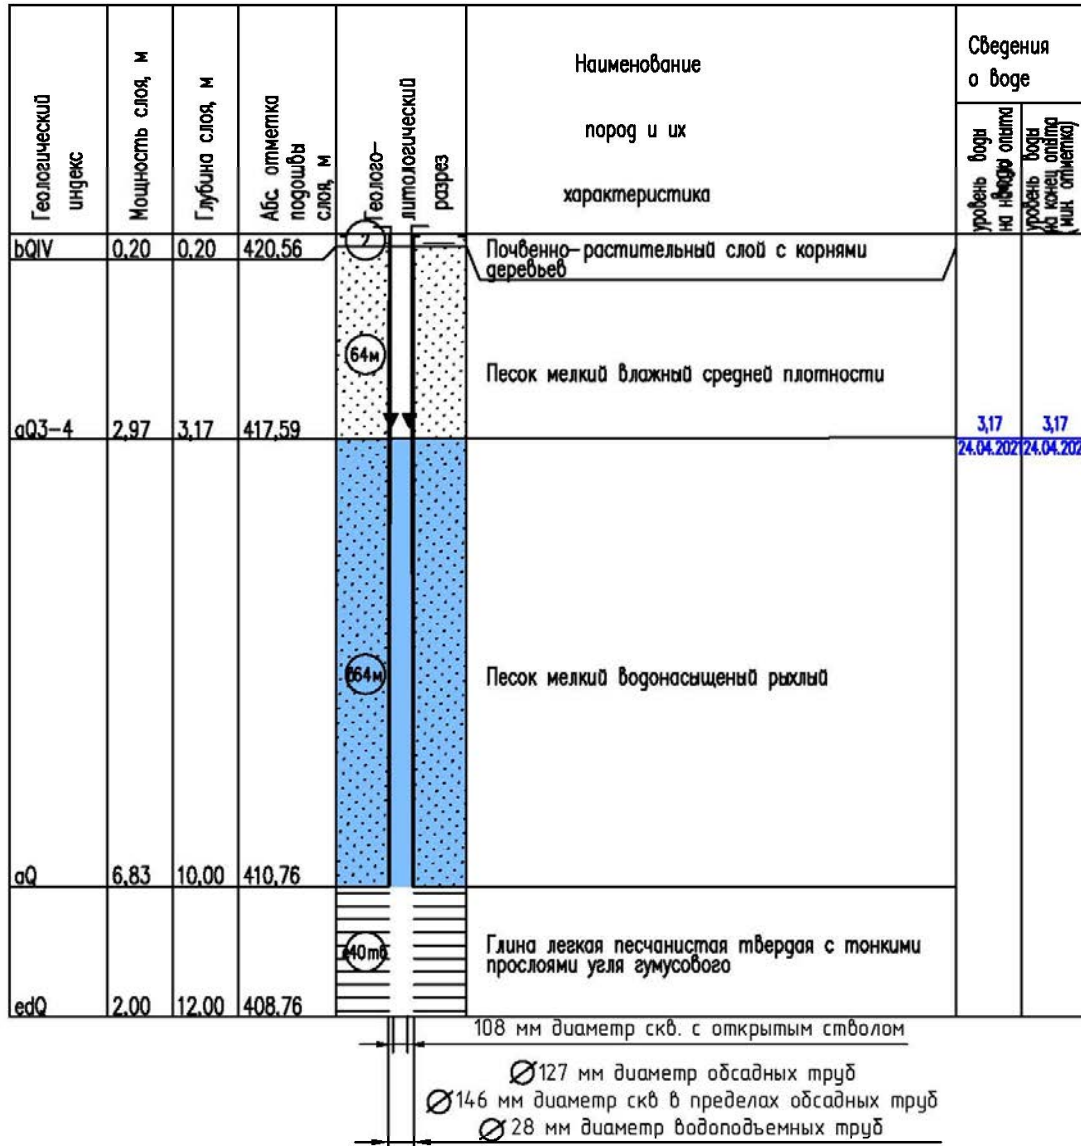 Геологический
индекс
Мощность слоя, м
Глубина слоя, м
Абс. отметка
подошвы
слоя, м
Геолого-
литологический
разрез
Наименование
пород и их
характеристика
Сведения
о воде
уровень воды
на опыта
уровень воды
на конец опыта
(мин. отметка)
bQIV 0,20 0,20 420,56
2
Почвенно-растительный слой с корнями
деревьев
64м
Песок мелкий влажный средней плотности
aQ3-4 2,97 3,17 417,59
3,17 3,17
24.04.202 24.04.202
64м
Песок мелкий водонасыщеный рыхлый
aQ 6,83 10,00 410,76
40тв
Глина легкая песчанистая твердая с тонкими
прослоями угля гумусового
edQ 2,00 12,00 408,76
108 мм диаметр скв. с открытым стволом
Ø127 мм диаметр обсадных труб
Ø146 мм диаметр скв в пределах обсадных труб
Ø28 мм диаметр водоподъемных труб